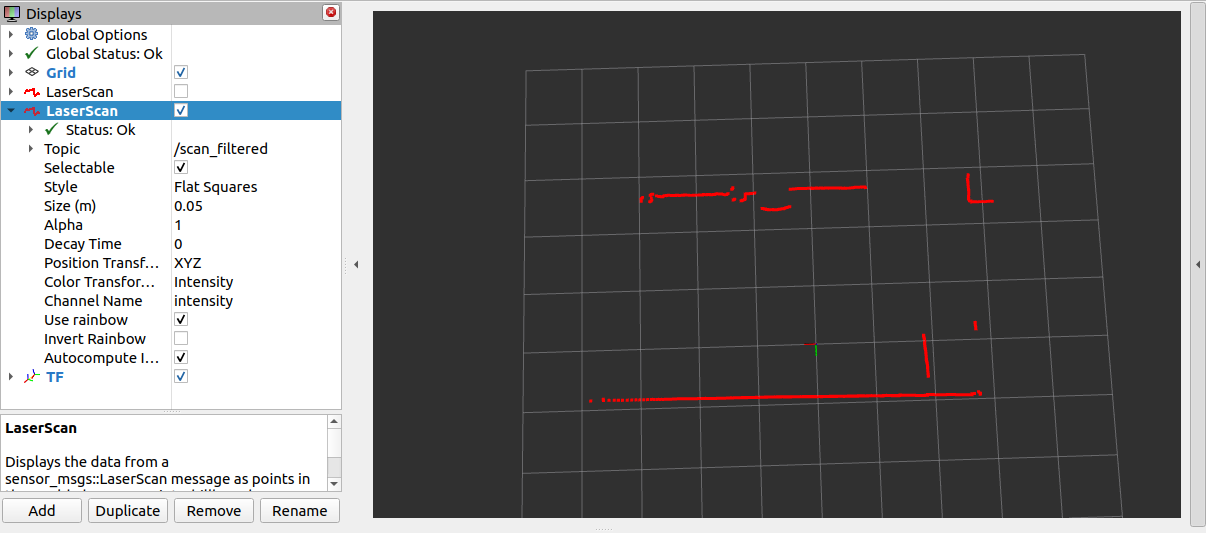 Displays
Global Options
Global Status: Ok
Grid
LaserScan
LaserScan
Status: Ok
Topic /scan_filtered
Selectable
Style Flat Squares
Size (m) 0.05
Alpha 1
Decay Time 0
Position Transf... XYZ
Color Transfor... Intensity
Channel Name intensity
Use rainbow
Invert Rainbow
Autocompute I...
TF
LaserScan
Displays the data from a
sensor_msgs::LaserScan message as points in
Add Duplicate Remove Rename